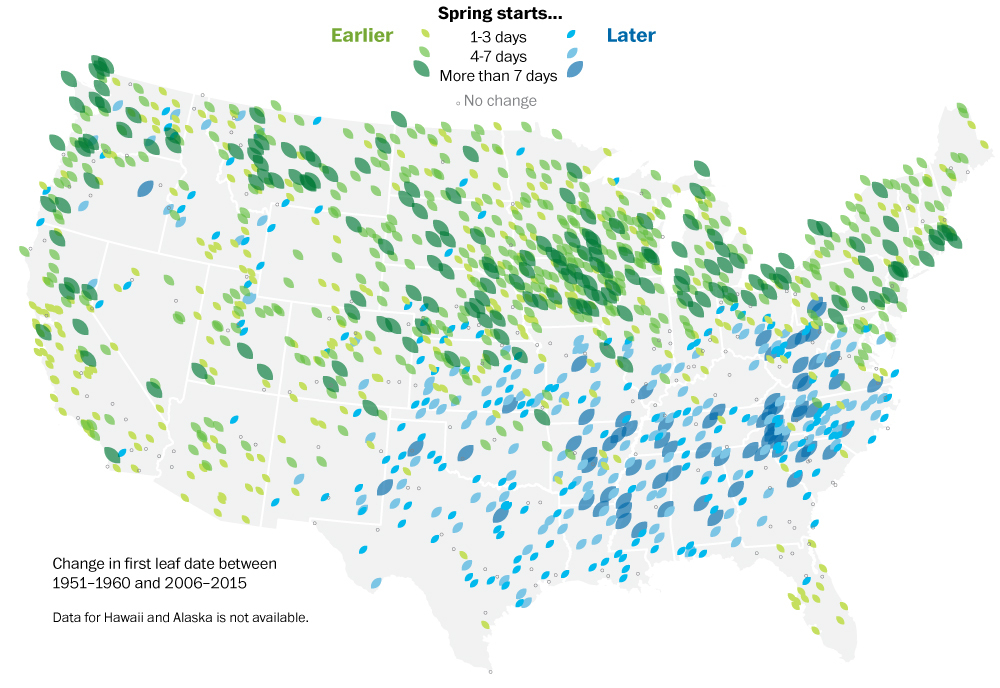 Spring starts...
Earlier
1-3 days
Later
4-7 days
More than 7 days
No change
Change in first leaf date between
1951–1960 and 2006–2015
Data for Hawaii and Alaska is not available.